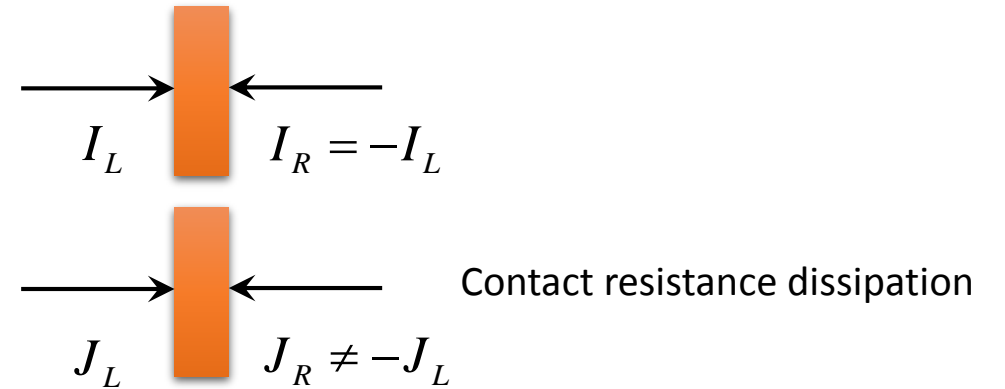 I_L I_R = −I_L
Contact resistance dissipation
J_L J_R ≠ −J_L